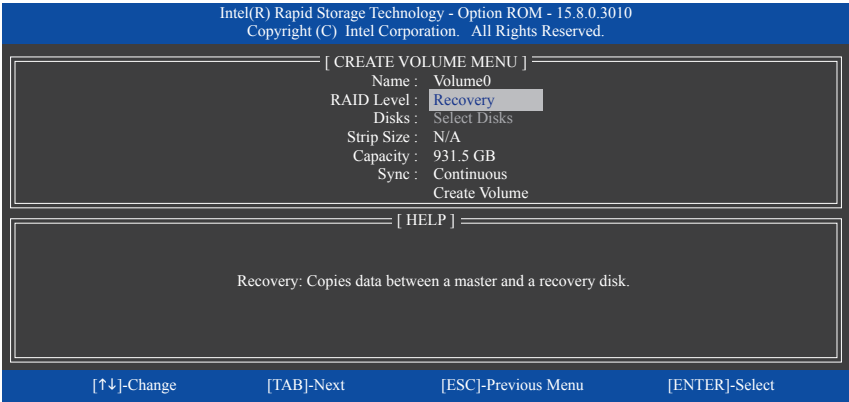 Intel(R) Rapid Storage Technology - Option ROM - 15.8.0.3010
Copyright (C) Intel Corporation. All Rights Reserved.
[ CREATE VOLUME MENU ]
Name : Volume0
RAID Level : Recovery
Disks : Select Disks
Strip Size : N/A
Capacity : 931.5 GB
Sync : Continuous
Create Volume
[ HELP ]
Recovery: Copies data between a master and a recovery disk.
[↑↓]-Change [TAB]-Next [ESC]-Previous Menu [ENTER]-Select